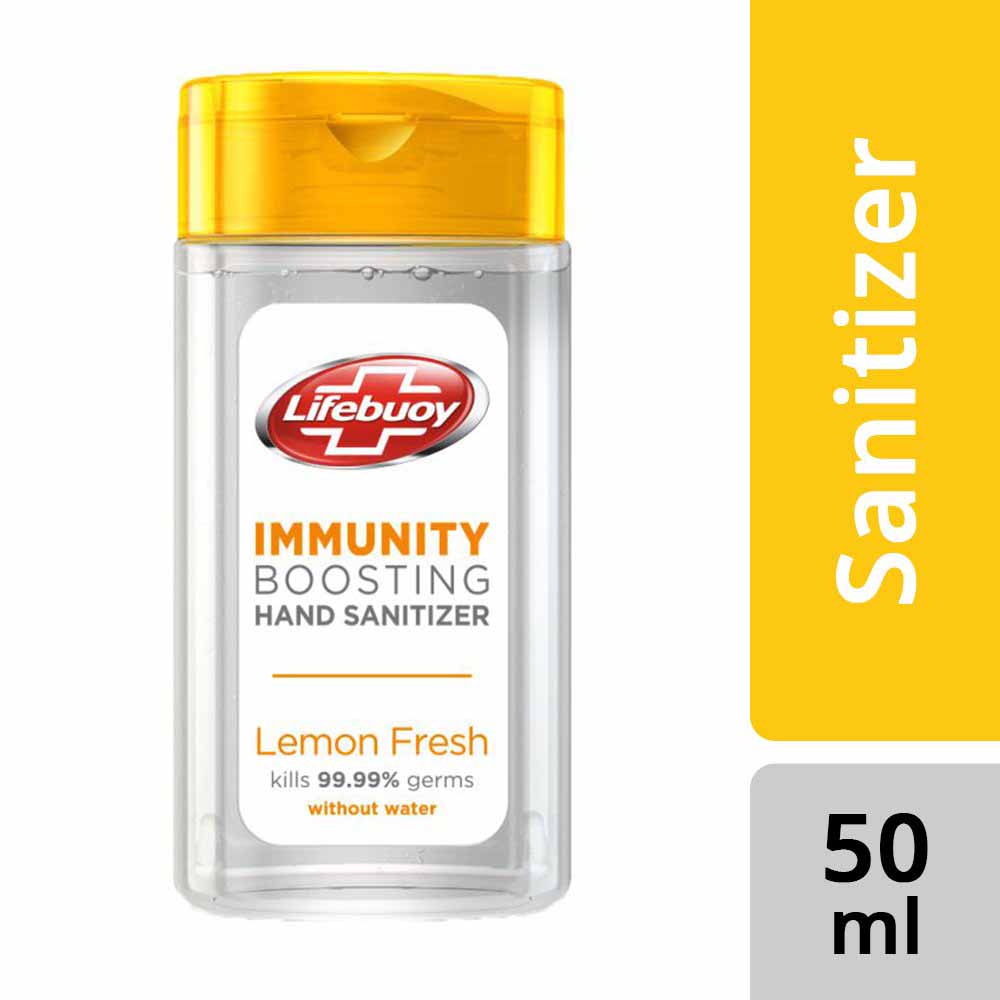 Lifebuoy
IMMUNITY
BOOSTING
HAND SANITIZER
Lemon Fresh
kills 99.99% germs
without water
Sanitizer
50
ml